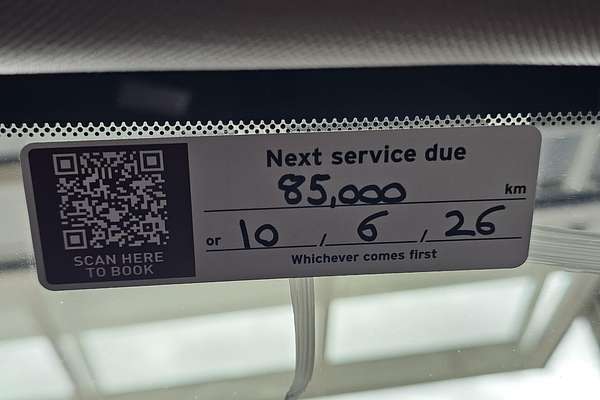 Next service due
85,000 km
or 10 / 6 / 26
Whichever comes first
SCAN HERE
TO BOOK